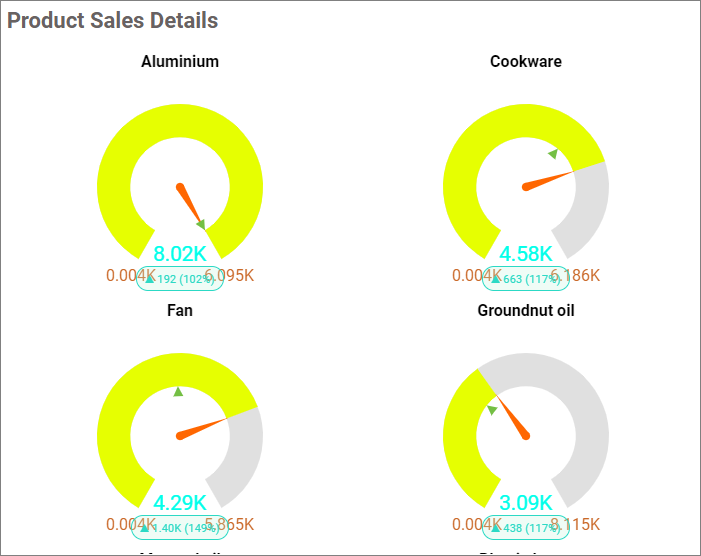 Product Sales Details
Aluminium Cookware
8.02K 4.58K
0.004K 6.095K 0.004K 6.186K
▲ 192 (102%) ▲ 663 (117%)
Fan Groundnut oil
4.29K 3.09K
0.004K 5.865K 0.004K 8.115K
▲ 1.40K (149%) ▲ 438 (117%)